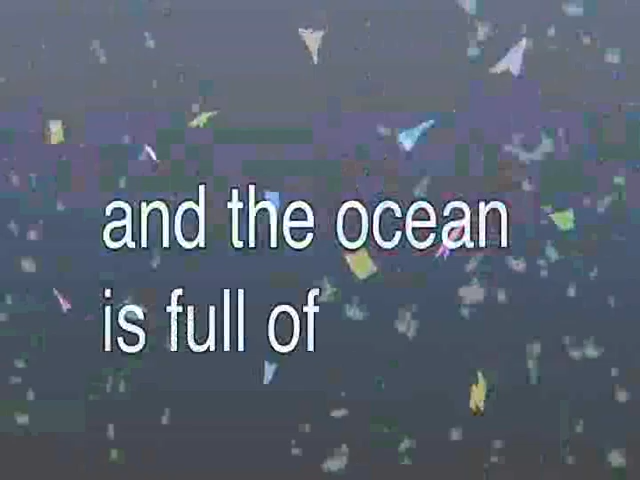 and the ocean
is full of